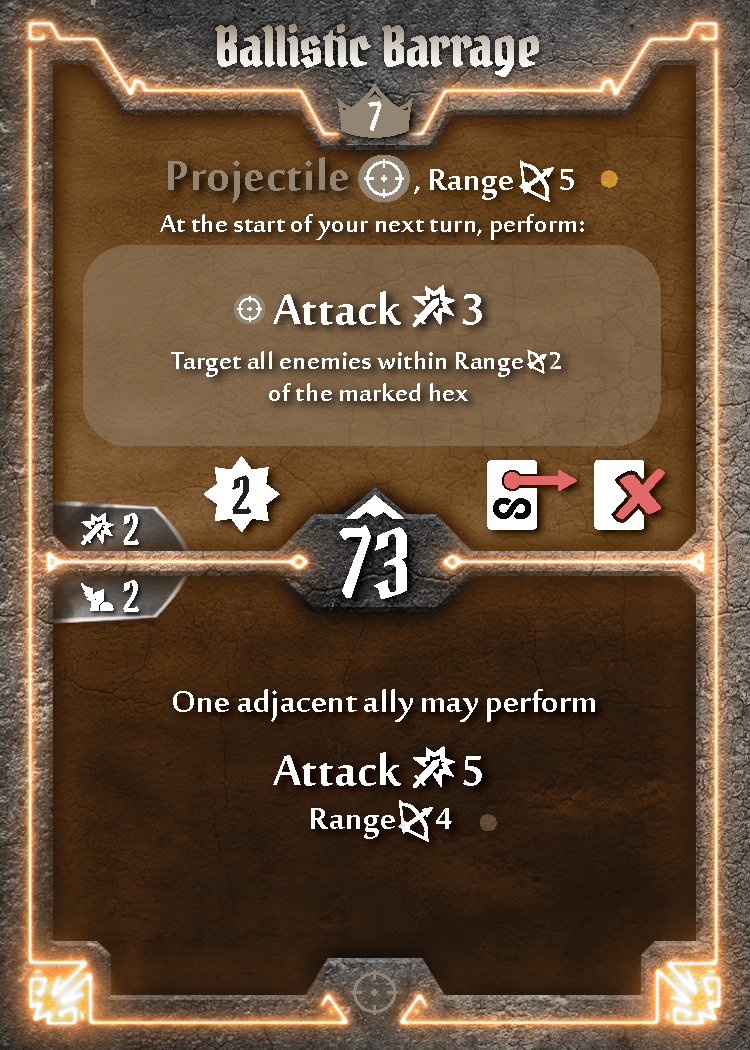 Ballistic Barrage
7
Projectile , Range 5
At the start of your next turn, perform:
Attack 3
Target all enemies within Range 2
of the marked hex
2
2
73
2
One adjacent ally may perform
Attack 5
Range 4